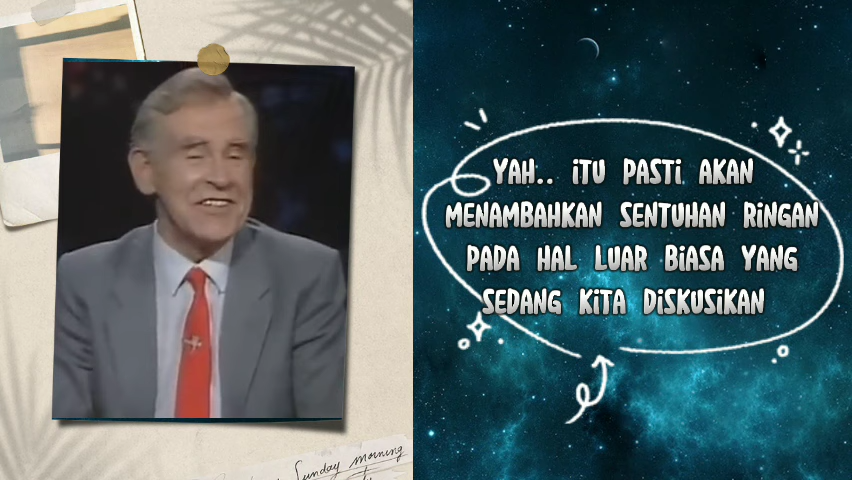 YAH.. iTU PASTi AKAN
MENAMBAHKAN SENTUHAN RiNGAN
PADA HAL LUAR BiASA YANG
SEDANG KiTA DiSKUSiKAN
Sunday morning